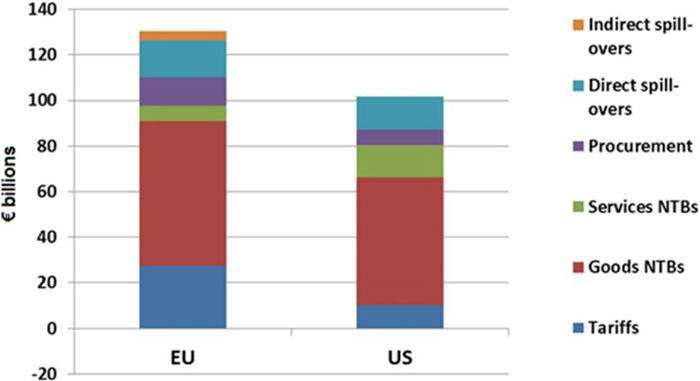 140
120
100
80
60
40
20
0
-20
€ billions
EU
US
Indirect spill-
overs
Direct spill-
overs
Procurement
Services NTBs
Goods NTBs
Tariffs